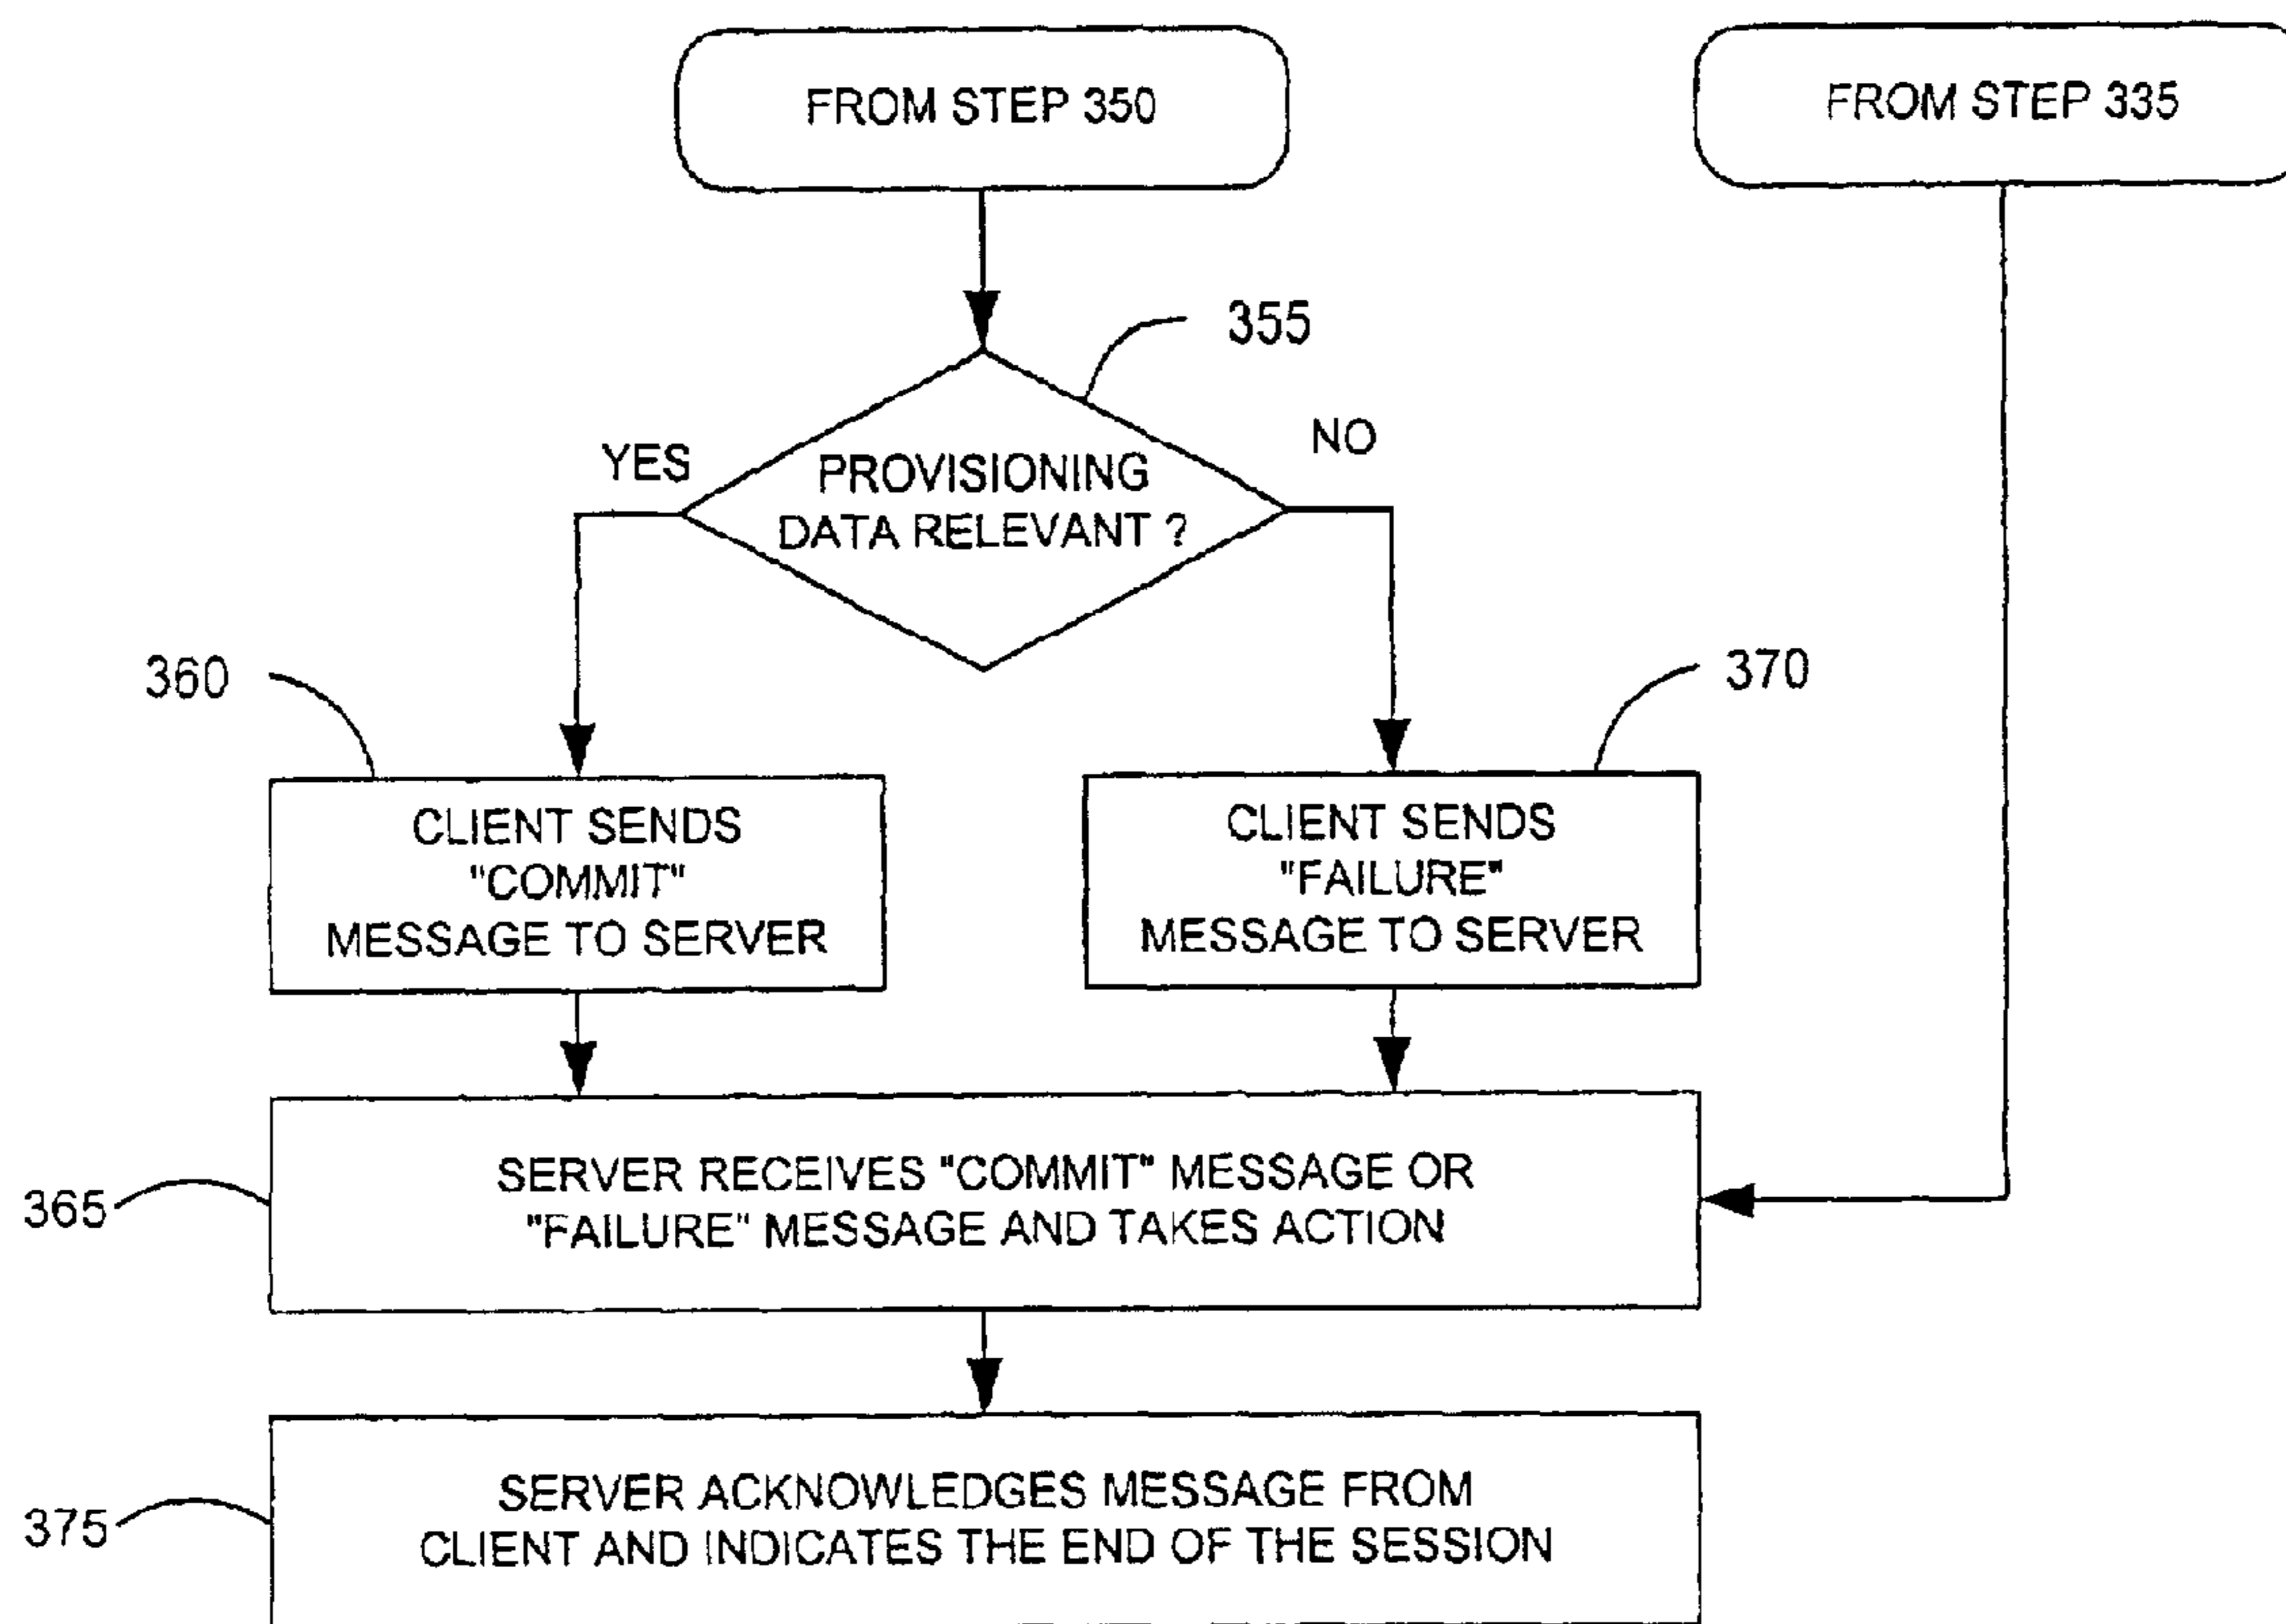 FROM STEP 350
FROM STEP 335
355
YES
NO
PROVISIONING
DATA RELEVANT ?
360
370
CLIENT SENDS
"COMMIT"
MESSAGE TO SERVER
CLIENT SENDS
"FAILURE"
MESSAGE TO SERVER
365
SERVER RECEIVES "COMMIT" MESSAGE OR
"FAILURE" MESSAGE AND TAKES ACTION
375
SERVER ACKNOWLEDGES MESSAGE FROM
CLIENT AND INDICATES THE END OF THE SESSION